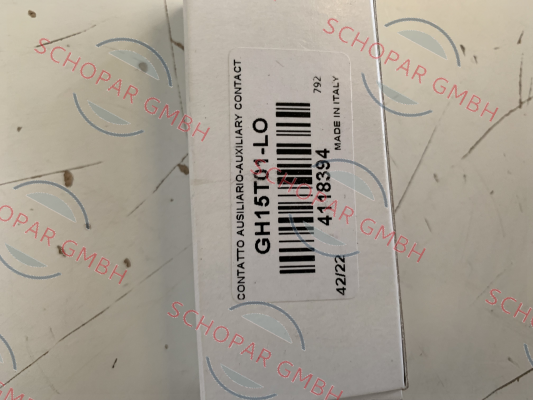 CONTATTO AUSILIARIO-AUXILIARY CONTACT
GH15T01-LO
4118394
42/22
MADE IN ITALY
792
SCHOPAR GMBH
SCHOPAR GMBH
SCHOPAR GMBH
SCHOPAR GMBH
SCHOPAR GMBH
SCHOPAR GMBH